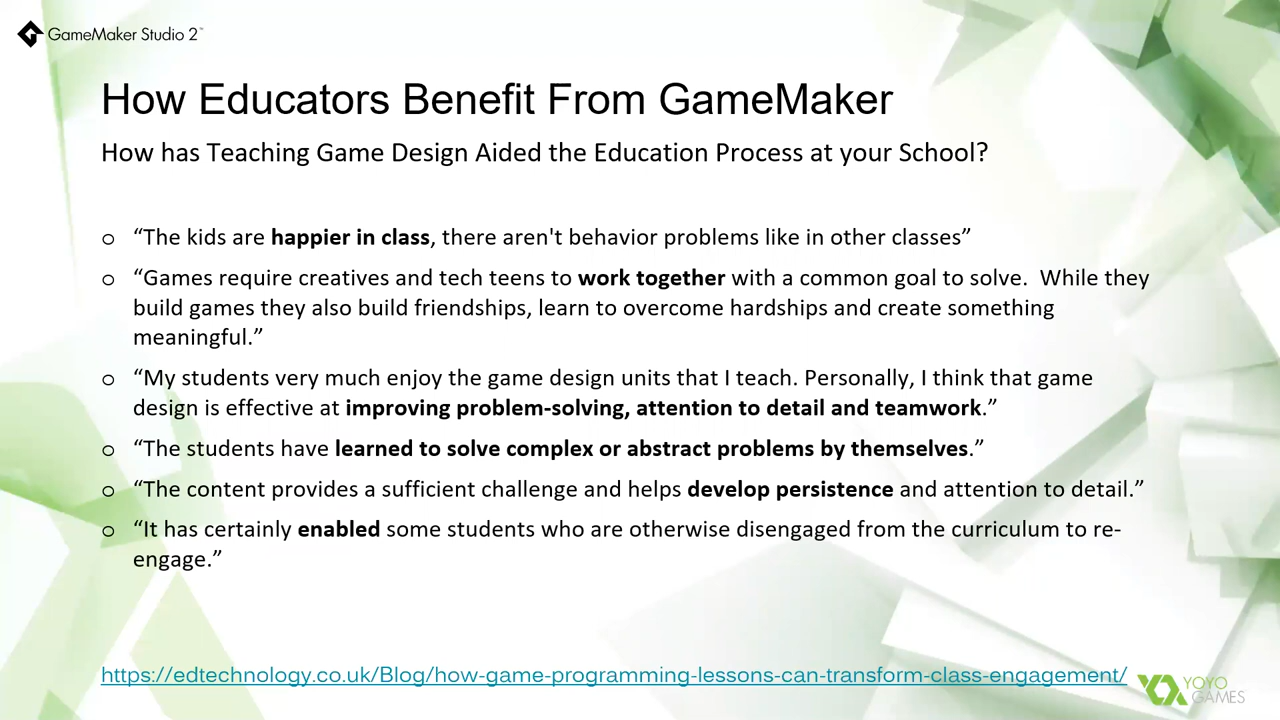 GameMaker Studio 2™
How Educators Benefit From GameMaker
How has Teaching Game Design Aided the Education Process at your School?
o “The kids are happier in class, there aren't behavior problems like in other classes”
o “Games require creatives and tech teens to work together with a common goal to solve.  While they
build games they also build friendships, learn to overcome hardships and create something
meaningful.”
o “My students very much enjoy the game design units that I teach. Personally, I think that game
design is effective at improving problem-solving, attention to detail and teamwork.”
o “The students have learned to solve complex or abstract problems by themselves.”
o “The content provides a sufficient challenge and helps develop persistence and attention to detail.”
o “It has certainly enabled some students who are otherwise disengaged from the curriculum to re-
engage.”
https://edtechnology.co.uk/Blog/how-game-programming-lessons-can-transform-class-engagement/
YOYO
GAMES